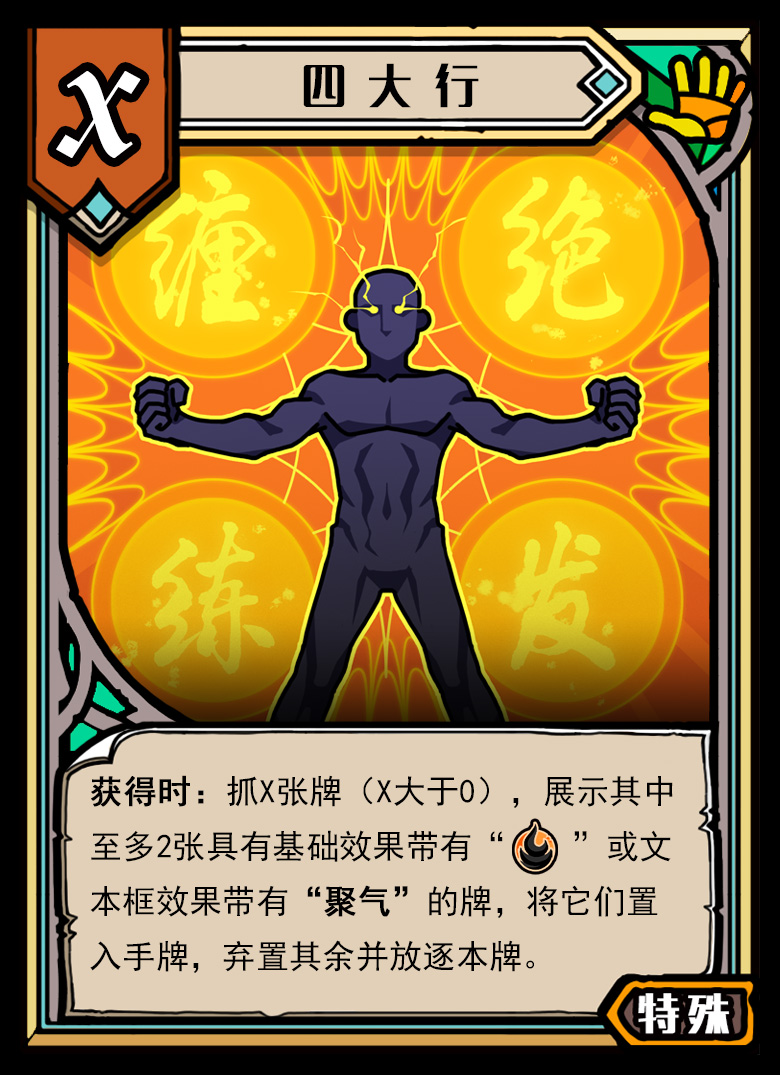 X
四大行
缠
绝
练
发
获得时：抓X张牌（X大于0），展示其中
至多2张具有基础效果带有“ ”或文
本框效果带有“聚气”的牌，将它们置
入手牌，弃置其余并放逐本牌。
特殊